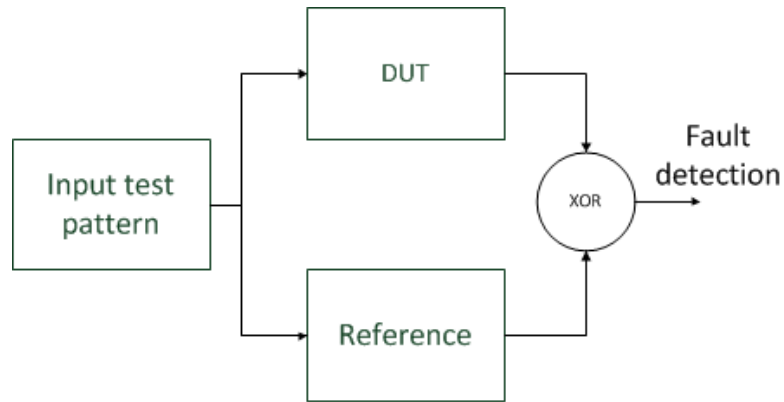 DUT
Input test
pattern
XOR
Fault
detection
Reference